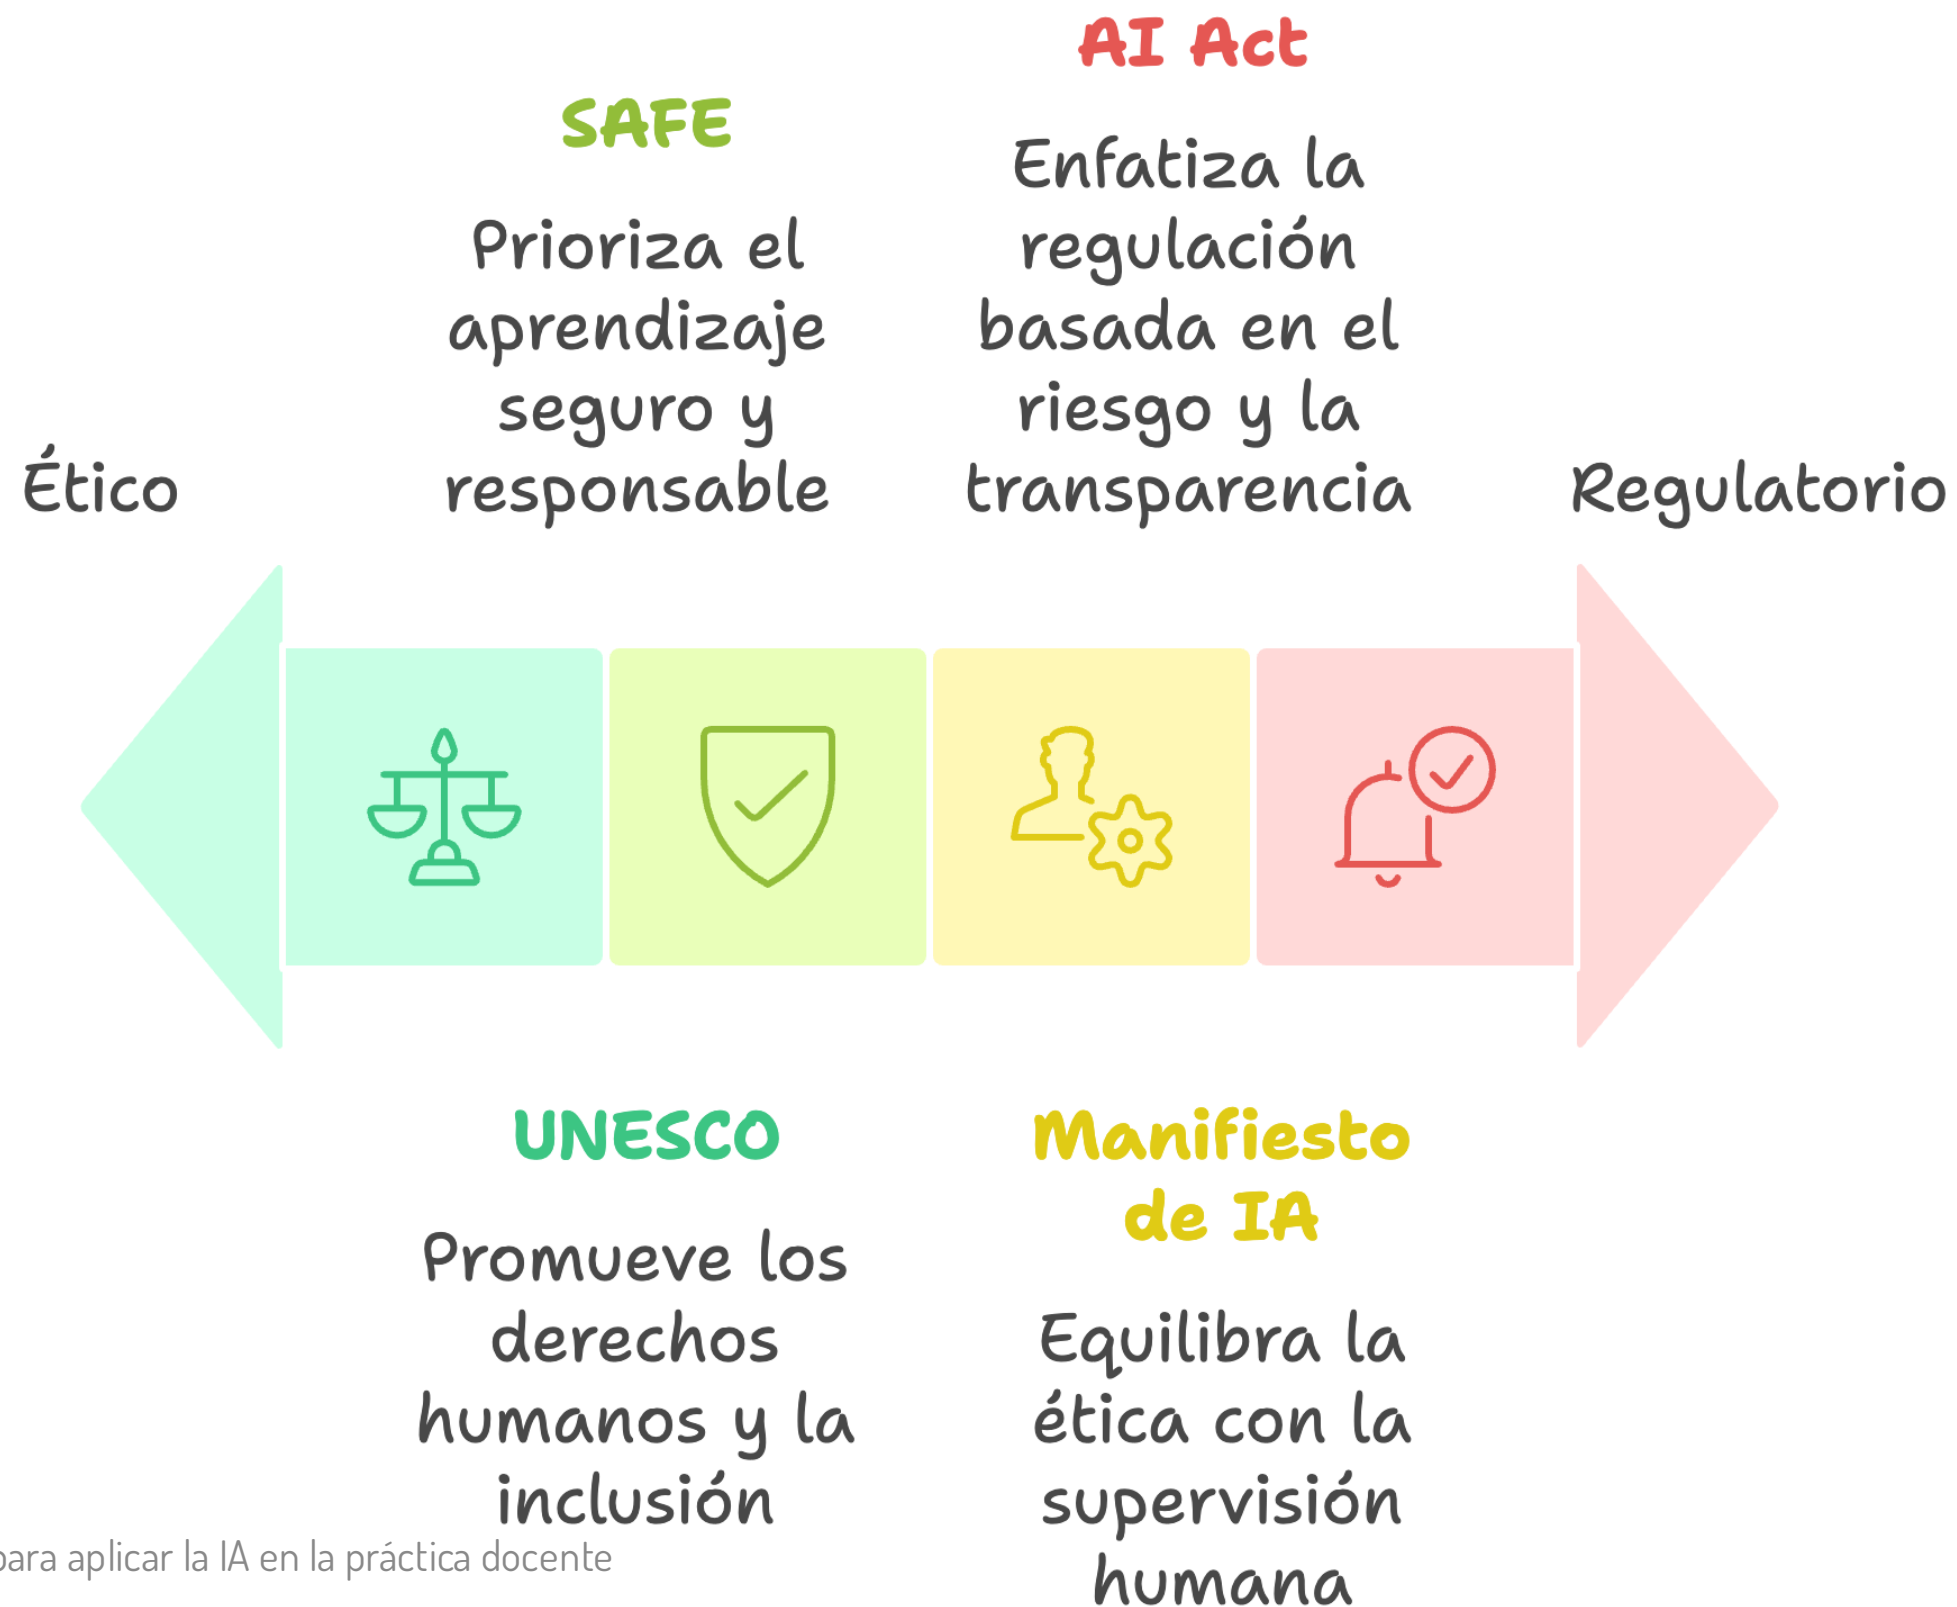 AI Act
SAFE
Enfatiza la
regulación
basada en el
riesgo y la
transparencia
Prioriza el
aprendizaje
seguro y
responsable
Ético
Regulatorio
UNESCO
Promueve los
derechos
humanos y la
inclusión
Manifiesto
de IA
Equilibra la
ética con la
supervisión
humana
para aplicar la IA en la práctica docente